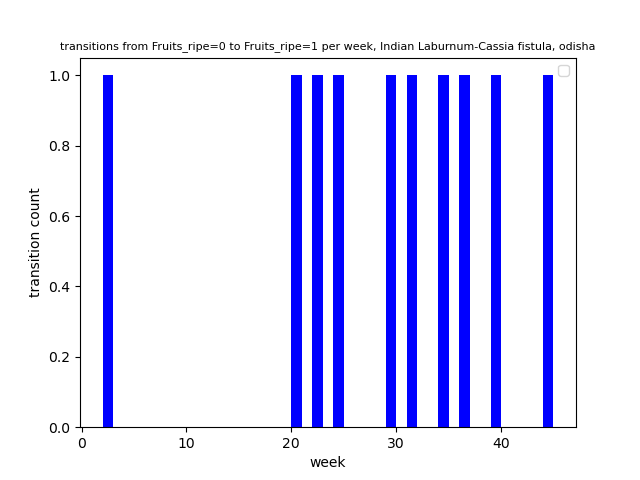 transitions from Fruits_ripe=0 to Fruits_ripe=1 per week, Indian Laburnum-Cassia fistula, odisha
1.0
0.8
0.6
0.4
0.2
0.0
transition count
0 10 20 30 40
week